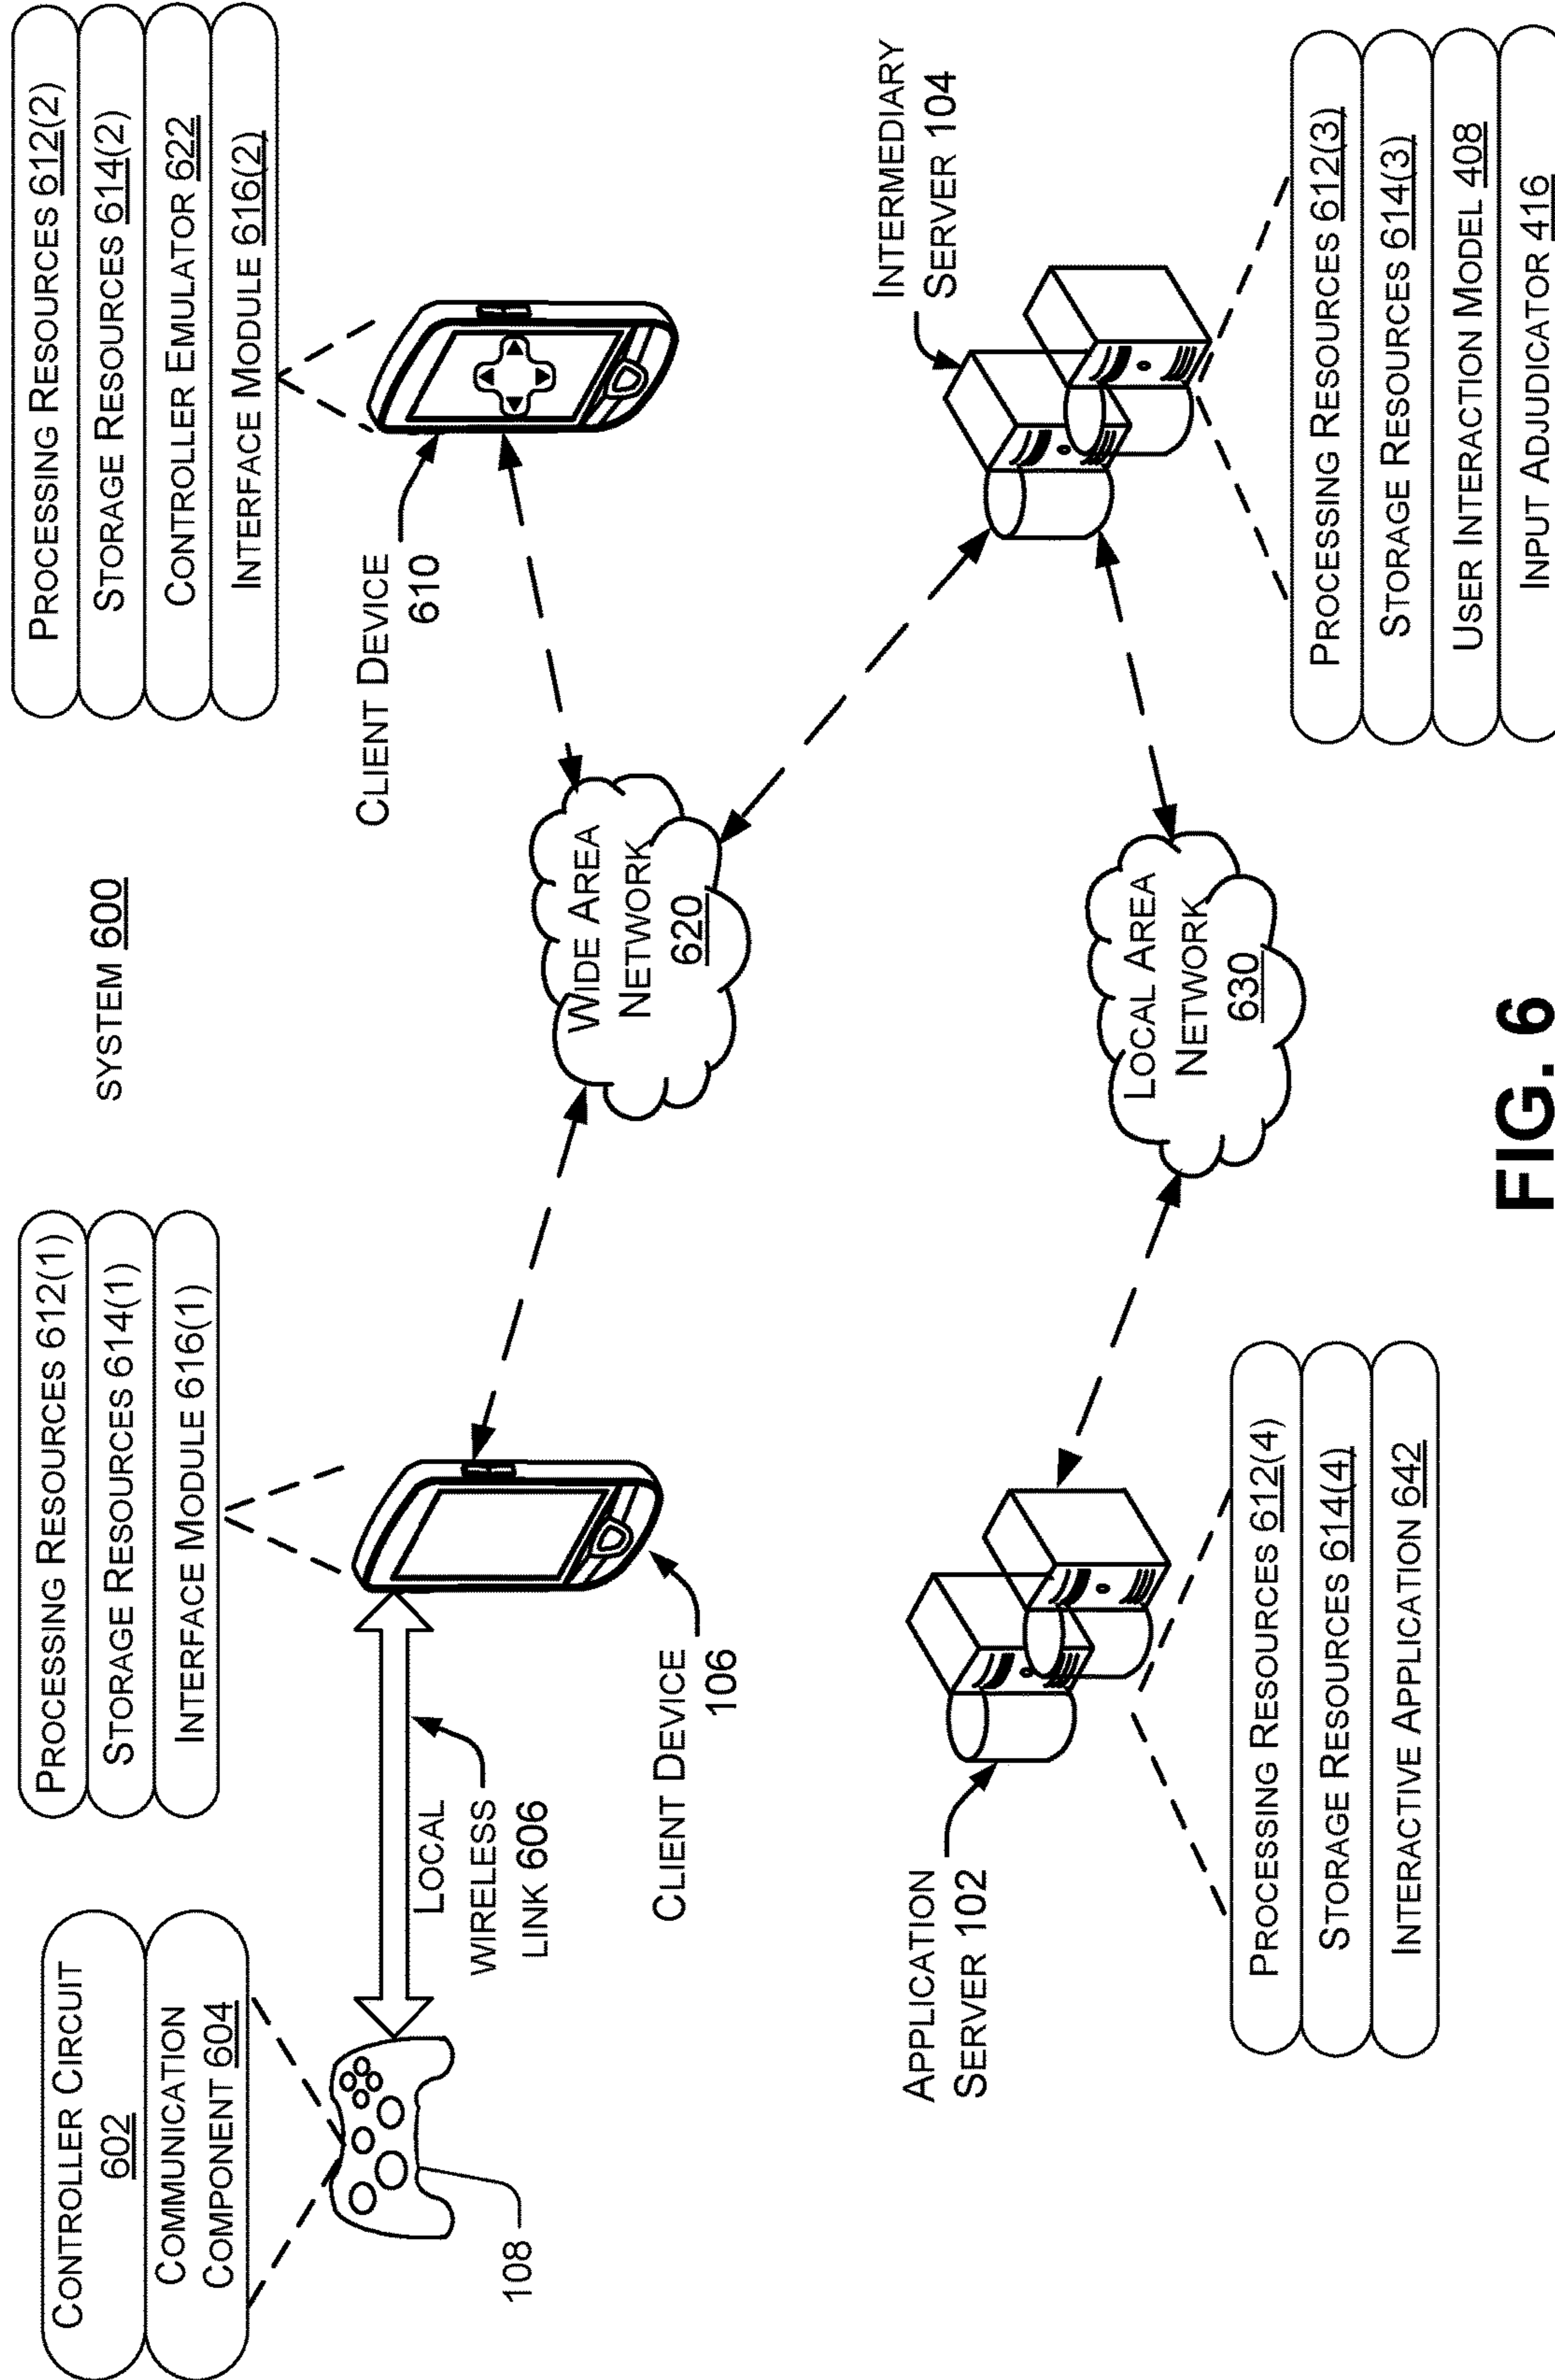 SYSTEM 600
CONTROLLER CIRCUIT
602
COMMUNICATION
COMPONENT 604
108
LOCAL
WIRELESS
LINK 606
PROCESSING RESOURCES 612(1)
STORAGE RESOURCES 614(1)
INTERFACE MODULE 616(1)
CLIENT DEVICE
106
PROCESSING RESOURCES 612(2)
STORAGE RESOURCES 614(2)
CONTROLLER EMULATOR 622
INTERFACE MODULE 616(2)
CLIENT DEVICE
610
WIDE AREA
NETWORK
620
APPLICATION
SERVER 102
PROCESSING RESOURCES 612(4)
STORAGE RESOURCES 614(4)
INTERACTIVE APPLICATION 642
LOCAL AREA
NETWORK
630
INTERMEDIARY
SERVER 104
PROCESSING RESOURCES 612(3)
STORAGE RESOURCES 614(3)
USER INTERACTION MODEL 408
INPUT ADJUDICATOR 416
FIG. 6